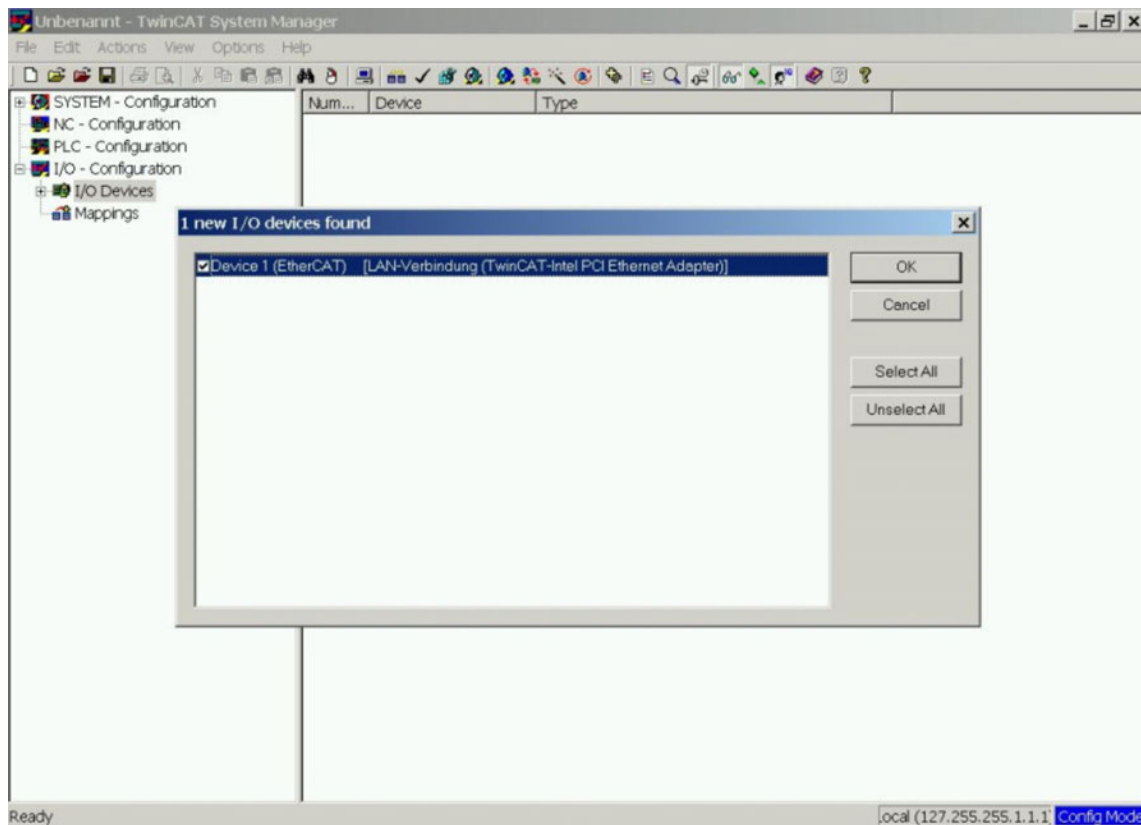 Unbenannt - TwinCAT System Manager
File Edit Actions View Options Help
SYSTEM - Configuration
NC - Configuration
PLC - Configuration
I/O - Configuration
I/O Devices
Mappings
Num... Device Type
1 new I/O devices found
Device 1 (EtherCAT) [LAN-Verbindung (TwinCAT-Intel PCI Ethernet Adapter)]
OK
Cancel
Select All
Unselect All
Ready
.ocal (127.255.255.1.1.1) Config Mode